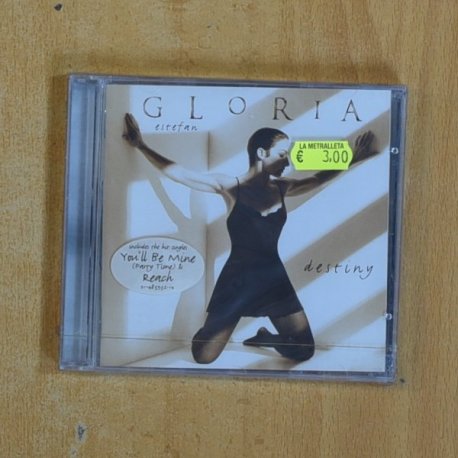 GLORIA
estefan
LA METRALLETA
€ 3,00
includes the hit singles
You'll Be Mine
(Party Time) &
Reach
destiny